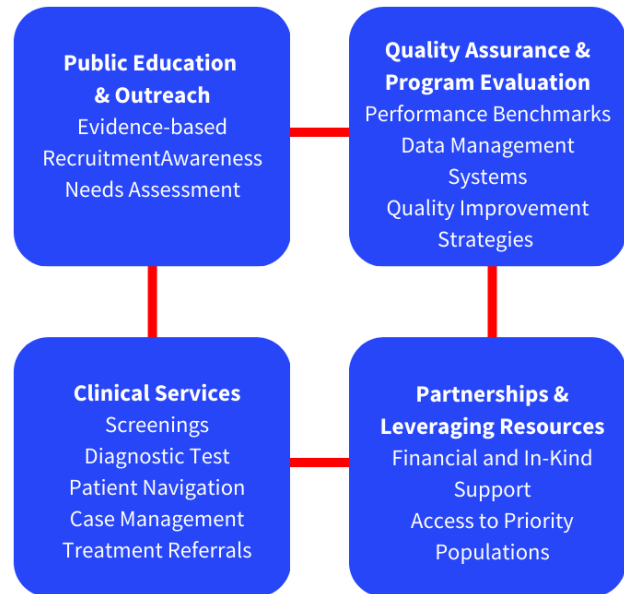 Public Education
& Outreach
Evidence-based
RecruitmentAwareness
Needs Assessment
Quality Assurance &
Program Evaluation
Performance Benchmarks
Data Management
Systems
Quality Improvement
Strategies
Clinical Services
Screenings
Diagnostic Test
Patient Navigation
Case Management
Treatment Referrals
Partnerships &
Leveraging Resources
Financial and In-Kind
Support
Access to Priority
Populations